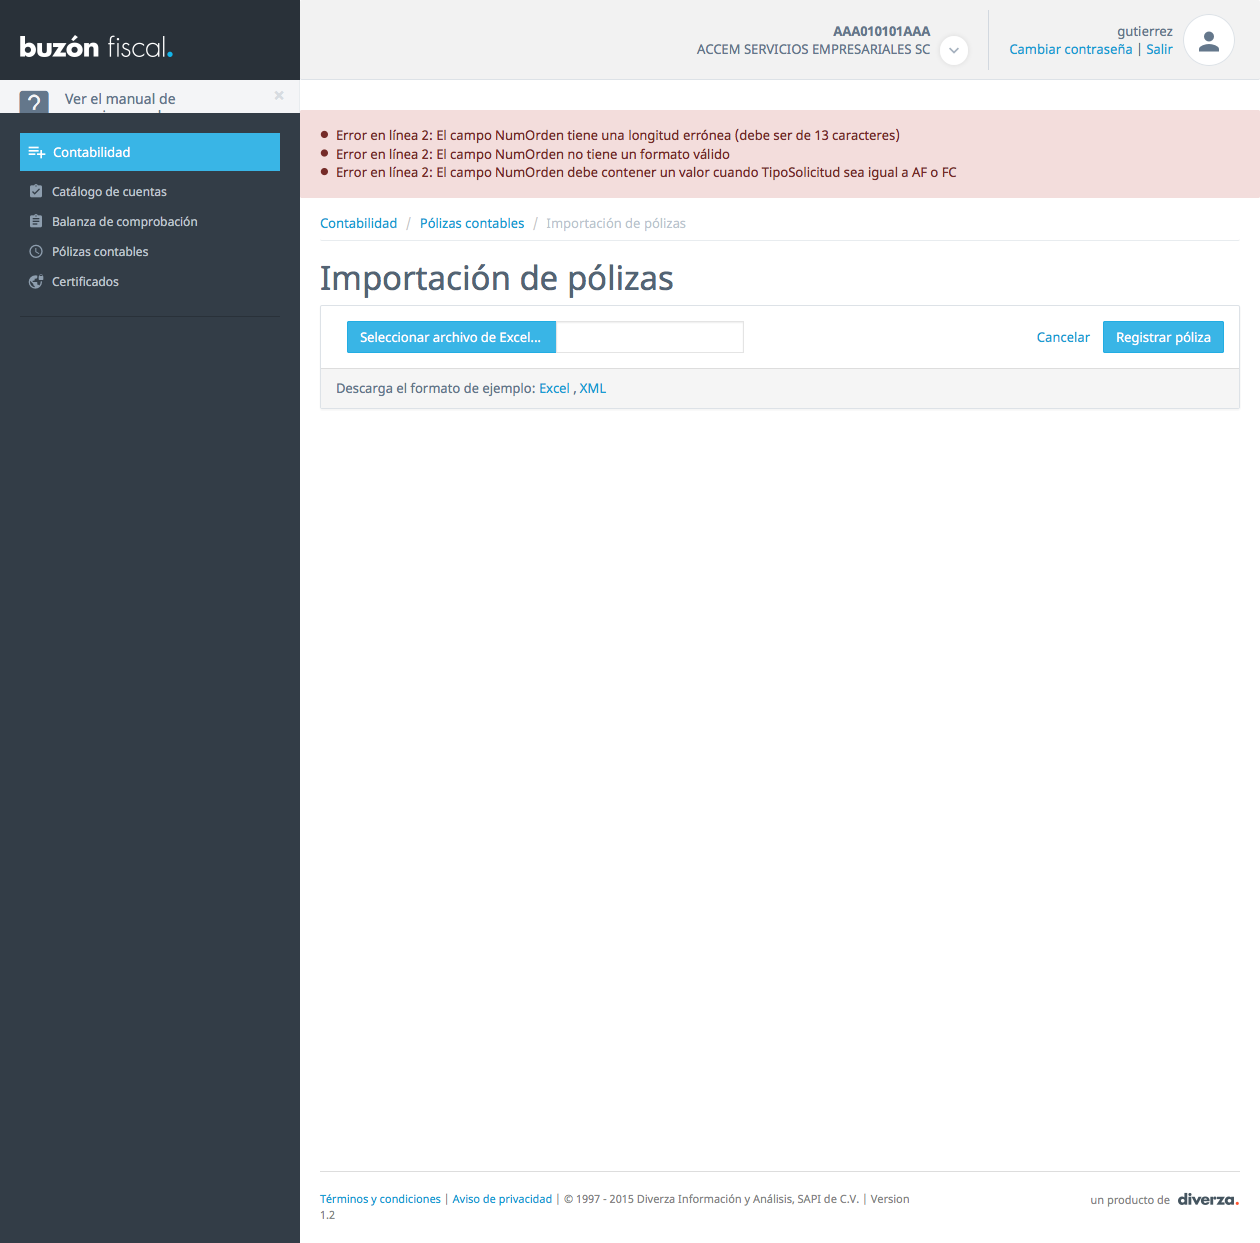 buzón fiscal.
AAA010101AAA
ACCEM SERVICIOS EMPRESARIALES SC
gutierrez
Cambiar contraseña | Salir
Ver el manual de
×
Contabilidad
Catálogo de cuentas
Balanza de comprobación
Pólizas contables
Certificados
Error en línea 2: El campo NumOrden tiene una longitud errónea (debe ser de 13 caracteres)
Error en línea 2: El campo NumOrden no tiene un formato válido
Error en línea 2: El campo NumOrden debe contener un valor cuando TipoSolicitud sea igual a AF o FC
Contabilidad / Pólizas contables / Importación de pólizas
Importación de pólizas
Seleccionar archivo de Excel...
Cancelar
Registrar póliza
Descarga el formato de ejemplo: Excel , XML
Términos y condiciones | Aviso de privacidad | © 1997 - 2015 Diverza Información y Análisis, SAPI de C.V. | Version
1.2
un producto de diverza.